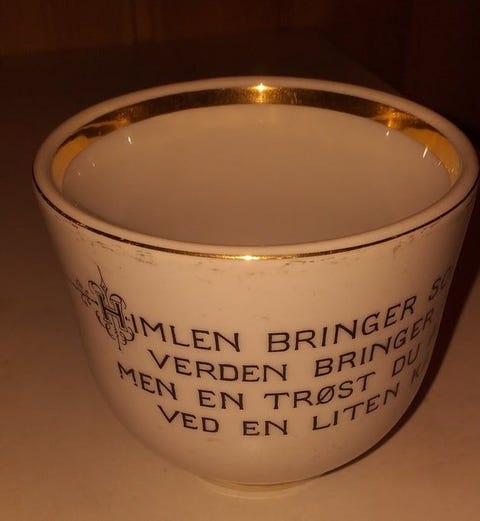 HIMLEN BRINGER
VERDEN BRINGER
MEN EN TRØST DU
VED EN LITEN